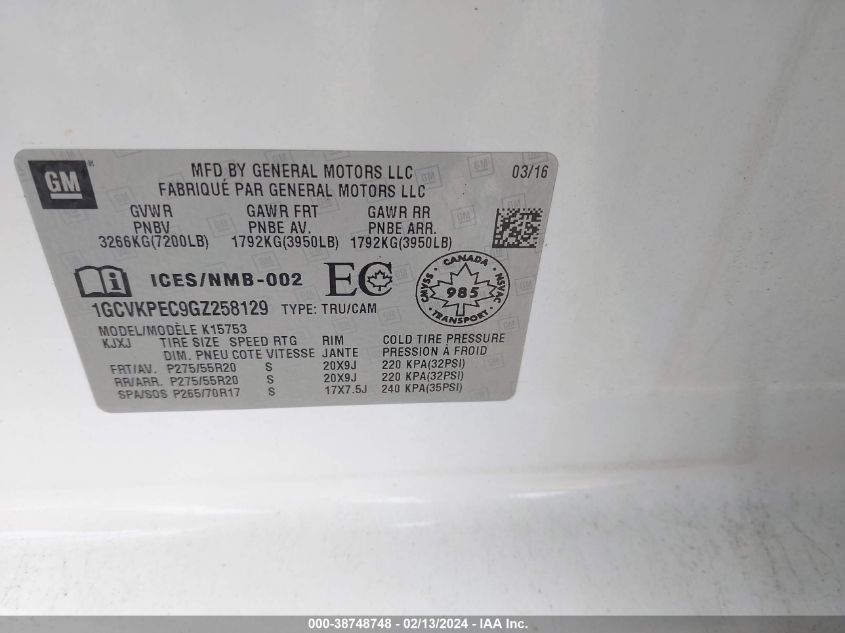 GM
MFD BY GENERAL MOTORS LLC 03/16
FABRIQUÉ PAR GENERAL MOTORS LLC
GVWR GAWR FRT GAWR RR
PNBV PNBE AV. PNBE ARR.
3266KG(7200LB) 1792KG(3950LB) 1792KG(3950LB)
ICES/NMB-002 EC
CANADA
CMVSS 985 NSVAC
TRANSPORT
1GCVKPEC9GZ258129 TYPE: TRU/CAM
MODEL/MODÈLE K15753
KJXJ TIRE SIZE SPEED RTG RIM COLD TIRE PRESSURE
DIM. PNEU COTE VITESSE JANTE PRESSION À FROID
FRT/AV. P275/55R20 S 20X9J 220 KPA(32PSI)
RR/ARR. P275/55R20 S 20X9J 220 KPA(32PSI)
SPA/SOS P265/70R17 S 17X7.5J 240 KPA(35PSI)
000-38748748 - 02/13/2024 - IAA Inc.